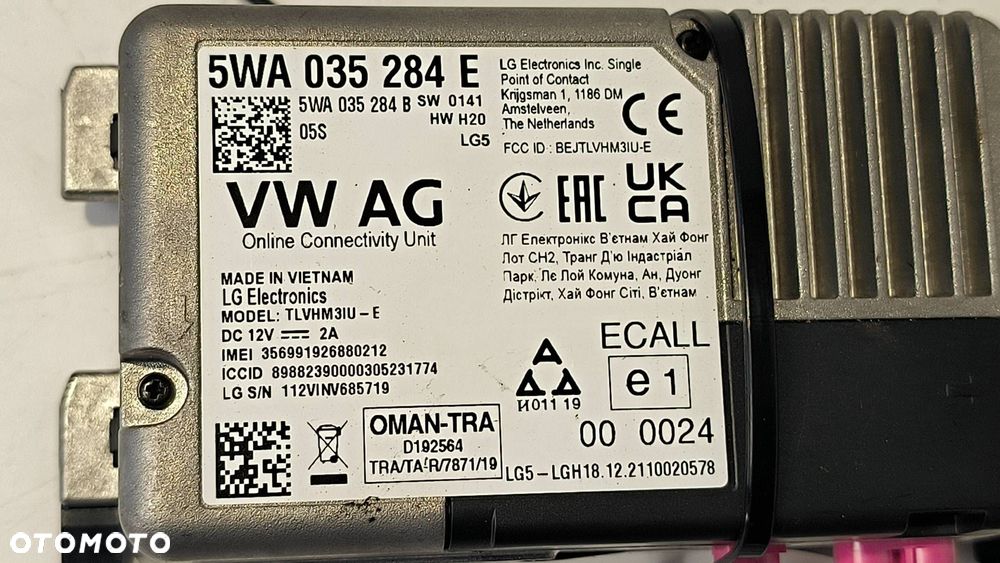 5WA 035 284 E
5WA 035 284 B SW 0141
HW H20
05S
LG5
LG Electronics Inc. Single
Point of Contact
Krijgsman 1, 1186 DM
Amstelveen,
The Netherlands
FCC ID : BEJTLVHM3IU-E
CE
EAC
UK
CA
VW AG
Online Connectivity Unit
ЛГ Електронікс В'єтнам Хай Фонг
Лот CH2, Транг Д'ю Індастріал
Парк, Лє Лой Комуна, Ан, Дуонг
Дістрікт, Хай Фонг Сіті, В'єтнам
MADE IN VIETNAM
LG Electronics
MODEL: TLVHM3IU-E
DC 12V 2A
IMEI 356991926880212
ICCID 89882390000305231774
LG S/N 112VINV685719
И011 19
ECALL
e 1
00 0024
OMAN-TRA
D192564
TRA/TA-R/7871/19
LG5-LGH18.12.2110020578
OTOMOTO